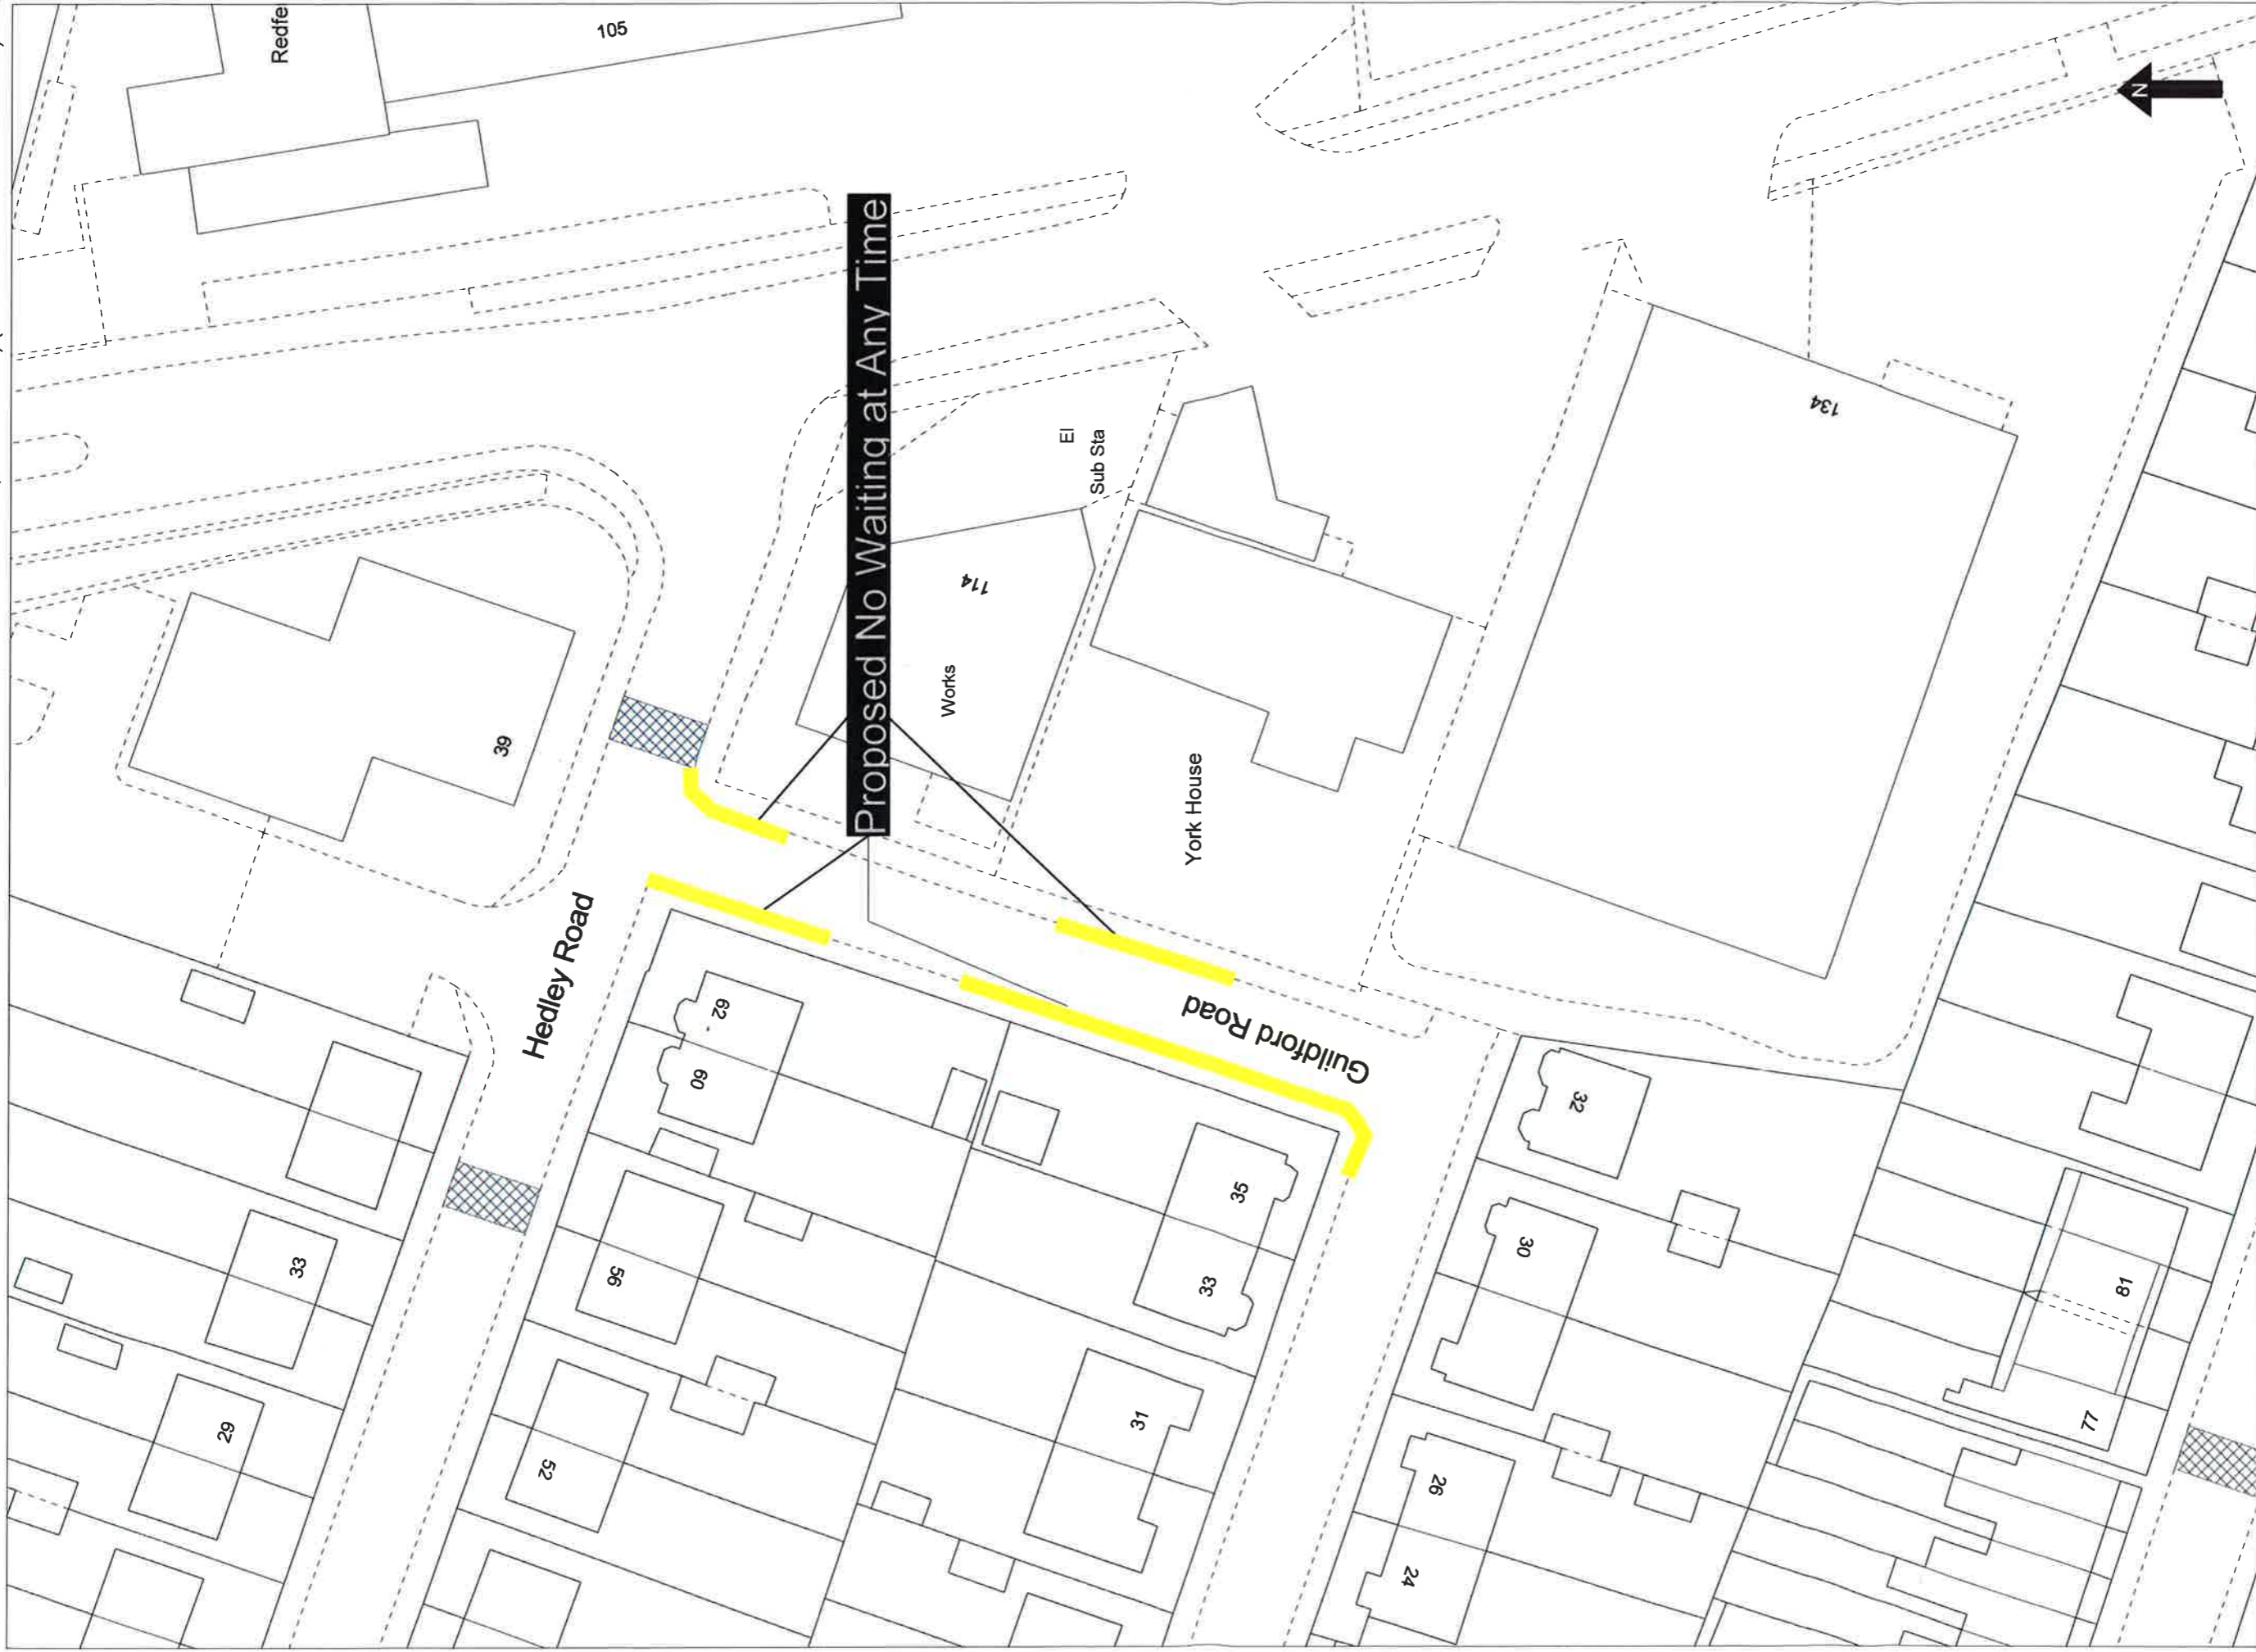 Redfe
105
N
Proposed No Waiting at Any Time
134
El
Sub Sta
114
Works
39
York House
Hedley Road
Guildford Road
62
60
32
35
33
30
56
33
81
31
77
29
52
26
24